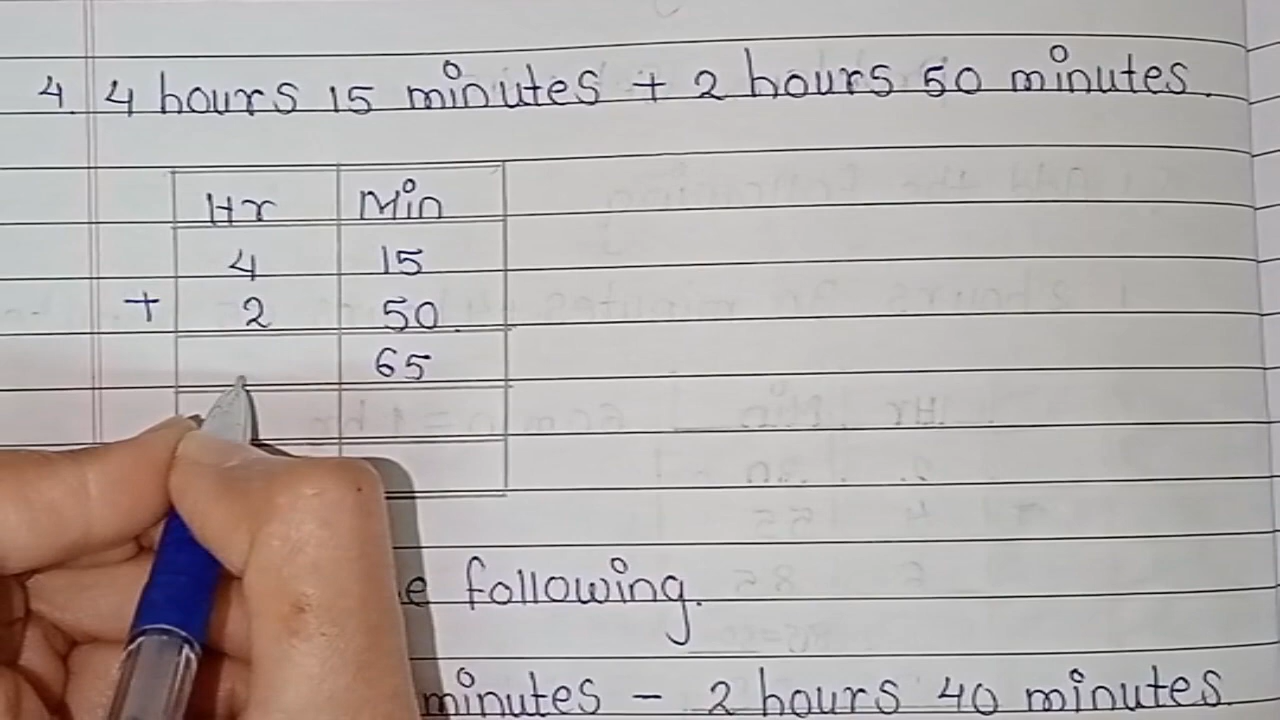 4. 4 hours 15 minutes + 2 hours 50 minutes.
Hr Min
4 15
+ 2 50
65
following.
minutes - 2 hours 40 minutes